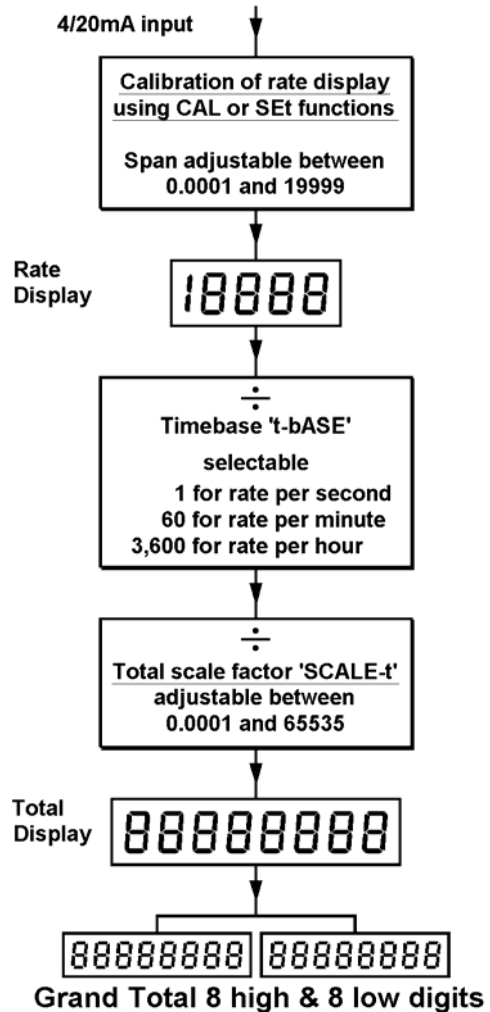 4/20mA input
Calibration of rate display
using CAL or SEt functions
Span adjustable between
0.0001 and 19999
Rate
Display
18888
÷
Timebase 't-bASE'
selectable
1 for rate per second
60 for rate per minute
3,600 for rate per hour
÷
Total scale factor 'SCALE-t'
adjustable between
0.0001 and 65535
Total
Display
88888888
88888888 88888888
Grand Total 8 high & 8 low digits